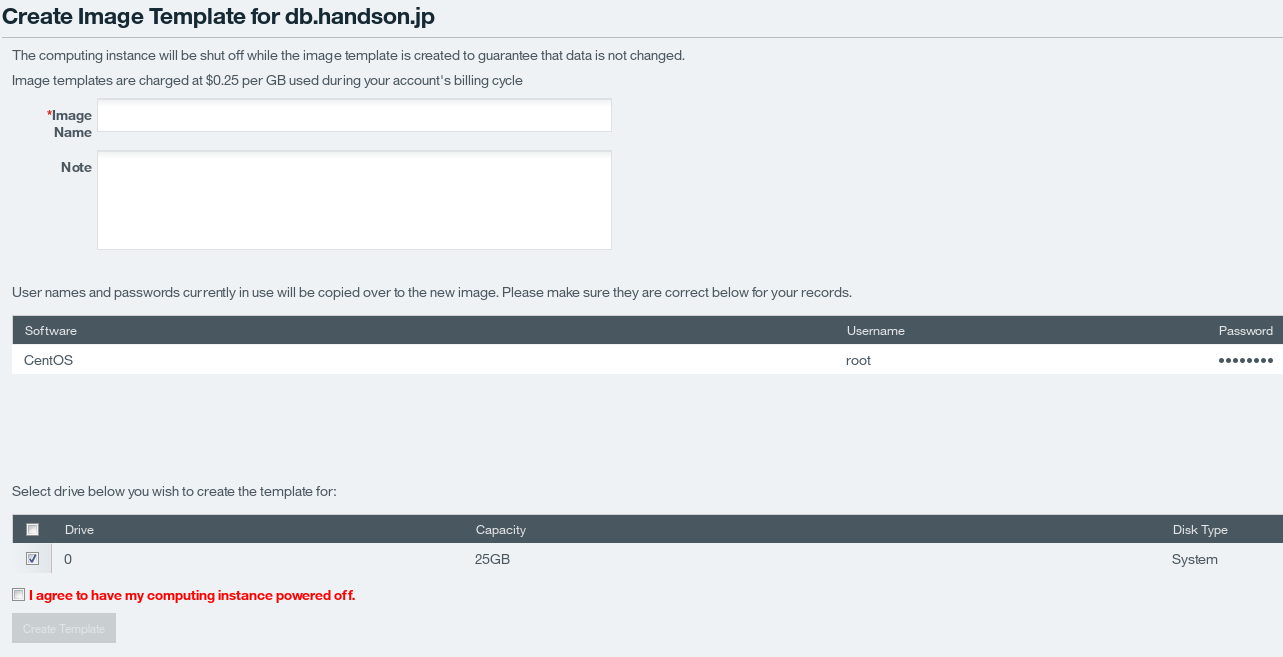 Create Image Template for db.handson.jp
The computing instance will be shut off while the image template is created to guarantee that data is not changed.
Image templates are charged at $0.25 per GB used during your account's billing cycle
*Image
Name
Note
User names and passwords currently in use will be copied over to the new image. Please make sure they are correct below for your records.
Software Username Password
CentOS root ••••••••
Select drive below you wish to create the template for:
Drive Capacity Disk Type
0 25GB System
I agree to have my computing instance powered off.
Create Template